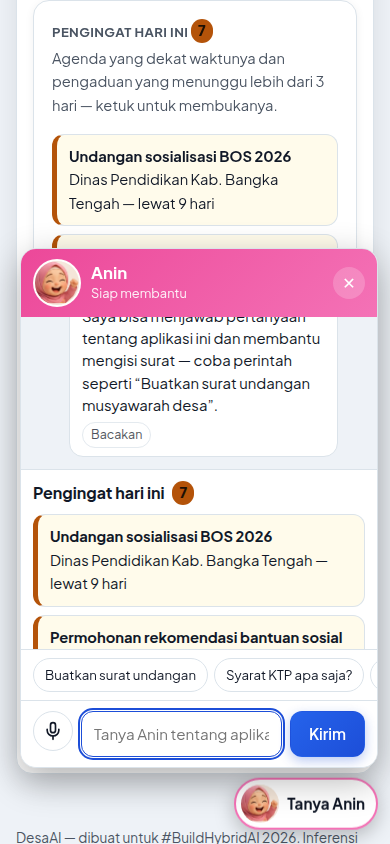 PENGINGAT HARI INI 7
Agenda yang dekat waktunya dan
pengaduan yang menunggu lebih dari 3
hari — ketuk untuk membukanya.
Undangan sosialisasi BOS 2026
Dinas Pendidikan Kab. Bangka
Tengah — lewat 9 hari
Anin
Siap membantu
Saya bisa menjawab pertanyaan
tentang aplikasi ini dan membantu
mengisi surat — coba perintah
seperti “Buatkan surat undangan
musyawarah desa”.
Bacakan
Pengingat hari ini 7
Undangan sosialisasi BOS 2026
Dinas Pendidikan Kab. Bangka Tengah —
lewat 9 hari
Permohonan rekomendasi bantuan sosial
Buatkan surat undangan
Syarat KTP apa saja?
Tanya Anin tentang aplika
Kirim
Tanya Anin
DesaAI — dibuat untuk #BuildHybridAI 2026. Inferensi